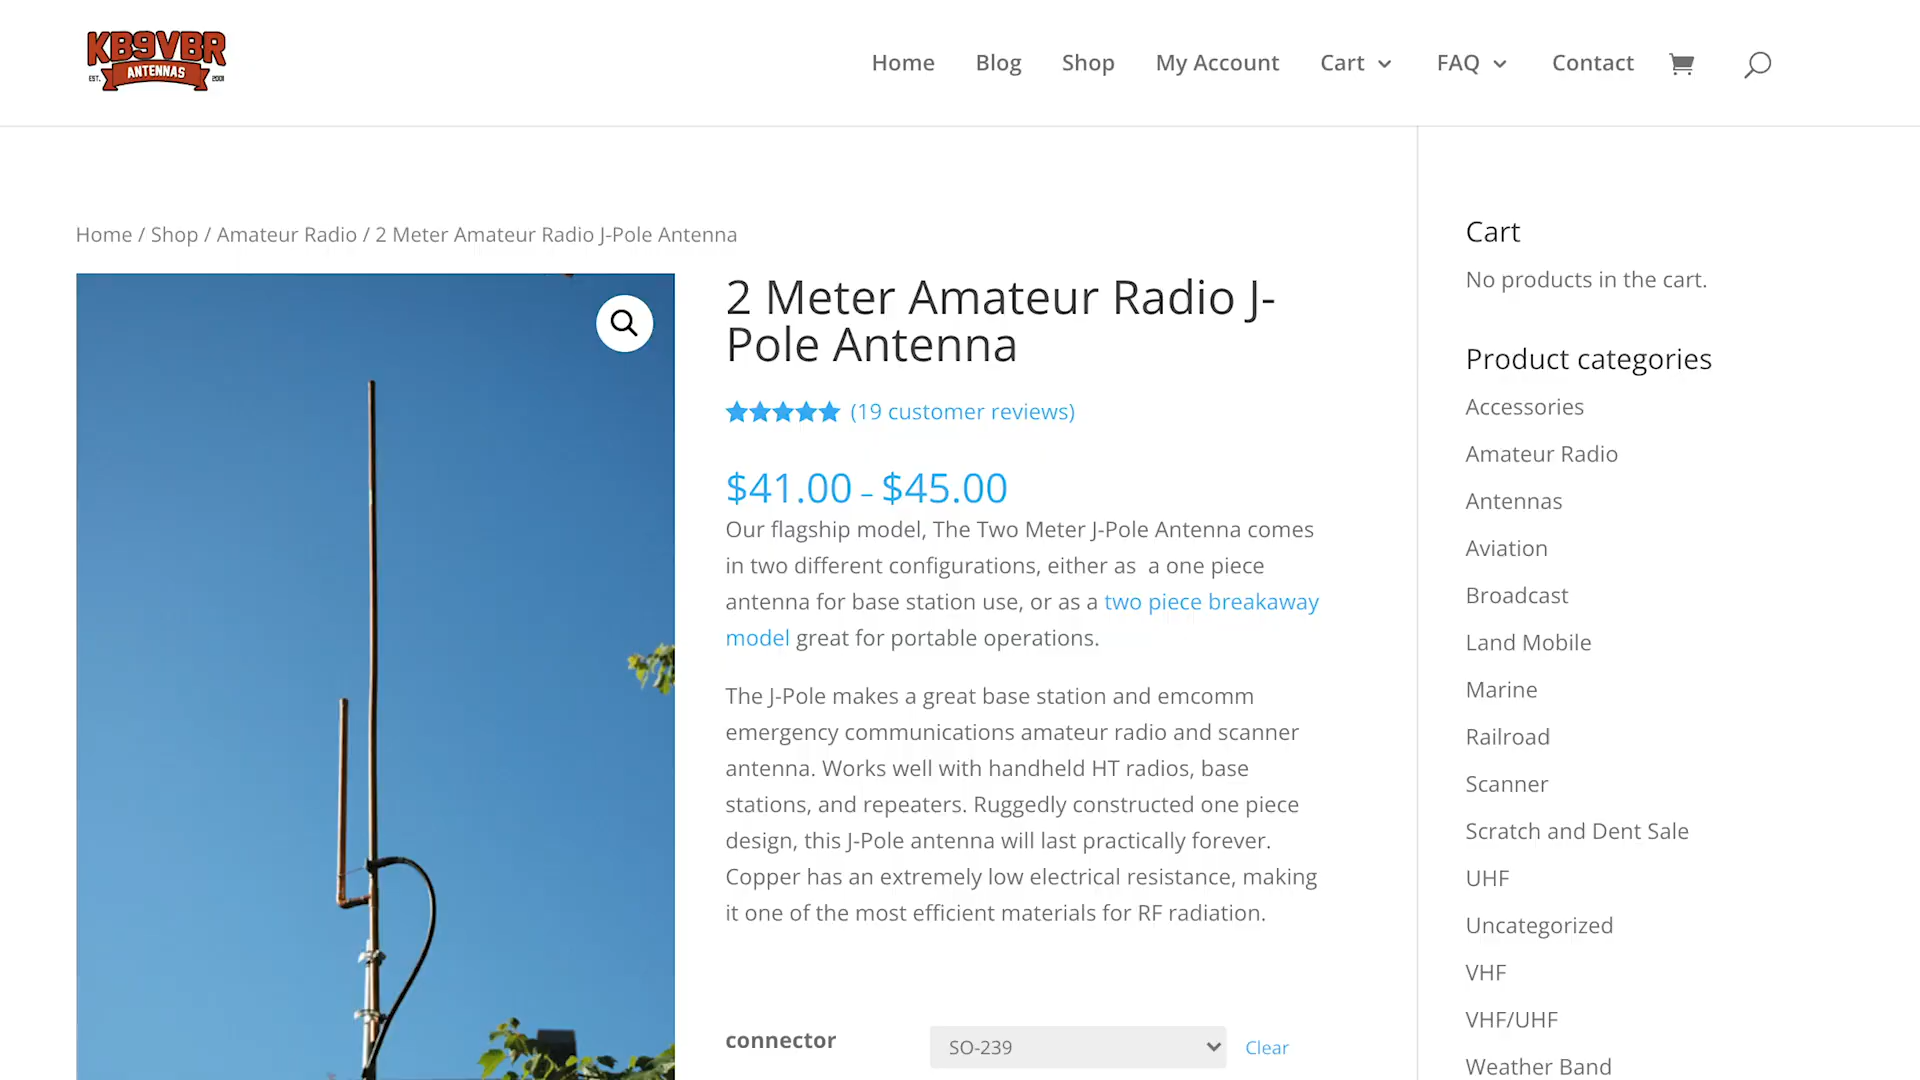 KB9VBR
EST. ANTENNAS 2001
Home Blog Shop My Account Cart FAQ Contact
Home / Shop / Amateur Radio / 2 Meter Amateur Radio J-Pole Antenna
2 Meter Amateur Radio J-
Pole Antenna
(19 customer reviews)
$41.00 – $45.00
Our flagship model, The Two Meter J-Pole Antenna comes
in two different configurations, either as a one piece
antenna for base station use, or as a two piece breakaway
model great for portable operations.
The J-Pole makes a great base station and emcomm
emergency communications amateur radio and scanner
antenna. Works well with handheld HT radios, base
stations, and repeaters. Ruggedly constructed one piece
design, this J-Pole antenna will last practically forever.
Copper has an extremely low electrical resistance, making
it one of the most efficient materials for RF radiation.
connector SO-239 Clear
Cart
No products in the cart.
Product categories
Accessories
Amateur Radio
Antennas
Aviation
Broadcast
Land Mobile
Marine
Railroad
Scanner
Scratch and Dent Sale
UHF
Uncategorized
VHF
VHF/UHF
Weather Band